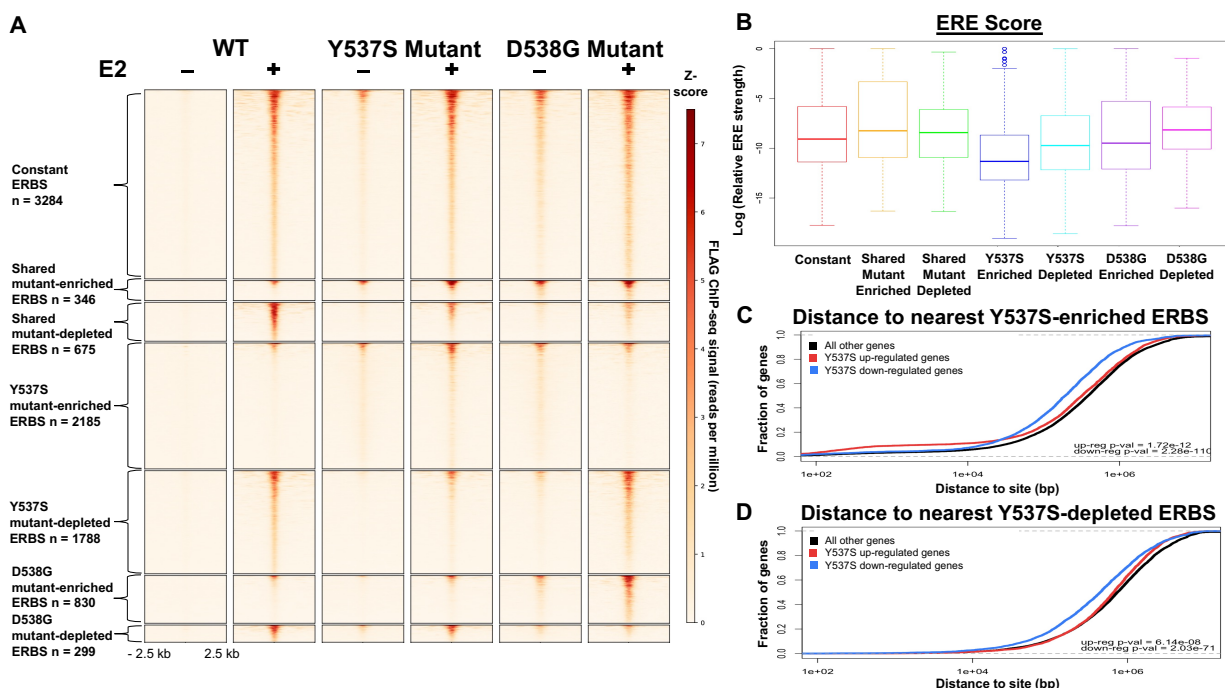 A
WT
Y537S Mutant
D538G Mutant
E2
− + − + − +
Z-
score
Constant
ERBS
n = 3284
Shared
mutant-enriched
ERBS n = 346
Shared
mutant-depleted
ERBS n = 675
Y537S
mutant-enriched
ERBS n = 2185
Y537S
mutant-depleted
ERBS n = 1788
D538G
mutant-enriched
ERBS n = 830
D538G
mutant-depleted
ERBS n = 299
- 2.5 kb
2.5 kb
7
6
5
4
3
2
1
0
FLAG ChIP-seq signal (reads per million)
B
ERE Score
Log (Relative ERE strength)
0
−5
−10
−15
Constant
Shared
Mutant
Enriched
Shared
Mutant
Depleted
Y537S
Enriched
Y537S
Depleted
D538G
Enriched
D538G
Depleted
C
Distance to nearest Y537S-enriched ERBS
Fraction of genes
1.0
0.8
0.6
0.4
0.2
0.0
All other genes
Y537S up-regulated genes
Y537S down-regulated genes
up-reg p-val = 1.72e-12
down-reg p-val = 2.28e-110
1e+02
1e+04
1e+06
Distance to site (bp)
D
Distance to nearest Y537S-depleted ERBS
Fraction of genes
1.0
0.8
0.6
0.4
0.2
0.0
All other genes
Y537S up-regulated genes
Y537S down-regulated genes
up-reg p-val = 6.14e-08
down-reg p-val = 2.03e-71
1e+02
1e+04
1e+06
Distance to site (bp)